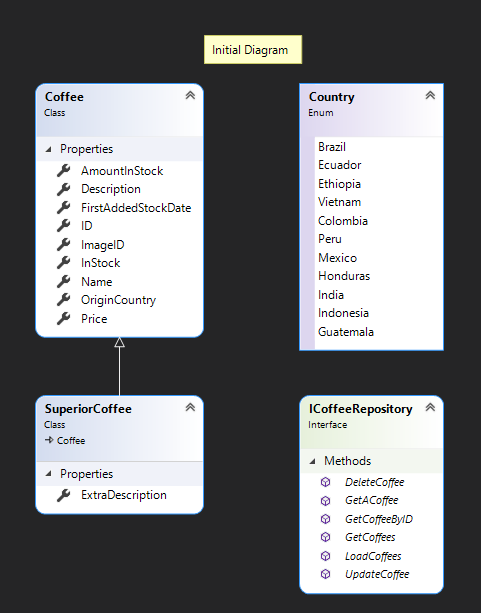 Initial Diagram
Coffee
Class
Properties
AmountInStock
Description
FirstAddedStockDate
ID
ImageID
InStock
Name
OriginCountry
Price
Country
Enum
Brazil
Ecuador
Ethiopia
Vietnam
Colombia
Peru
Mexico
Honduras
India
Indonesia
Guatemala
SuperiorCoffee
Class
Coffee
Properties
ExtraDescription
ICoffeeRepository
Interface
Methods
DeleteCoffee
GetACoffee
GetCoffeeByID
GetCoffees
LoadCoffees
UpdateCoffee